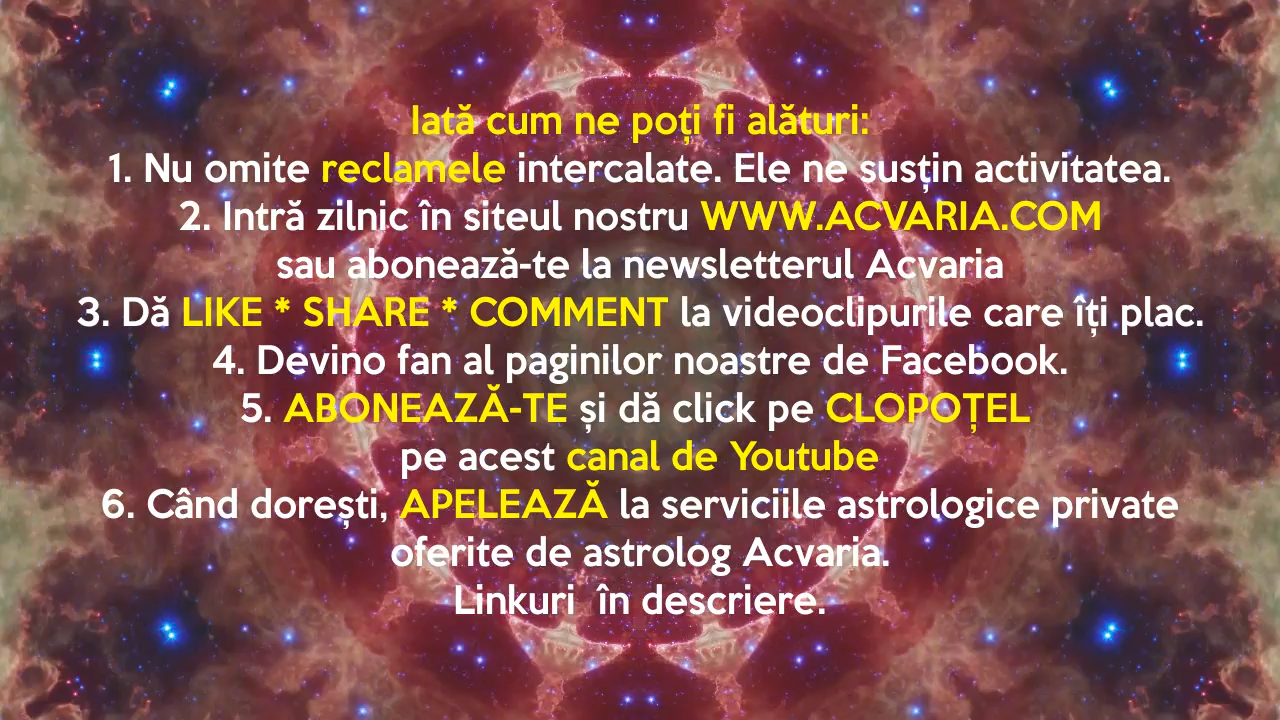 Iată cum ne poți fi alături:
1. Nu omite reclamele intercalate. Ele ne susțin activitatea.
2. Intră zilnic în siteul nostru WWW.ACVARIA.COM
sau abonează-te la newsletterul Acvaria
3. Dă LIKE * SHARE * COMMENT la videoclipurile care îți plac.
4. Devino fan al paginilor noastre de Facebook.
5. ABONEAZĂ-TE și dă click pe CLOPOȚEL
pe acest canal de Youtube
6. Când dorești, APELEAZĂ la serviciile astrologice private
oferite de astrolog Acvaria.
Linkuri în descriere.